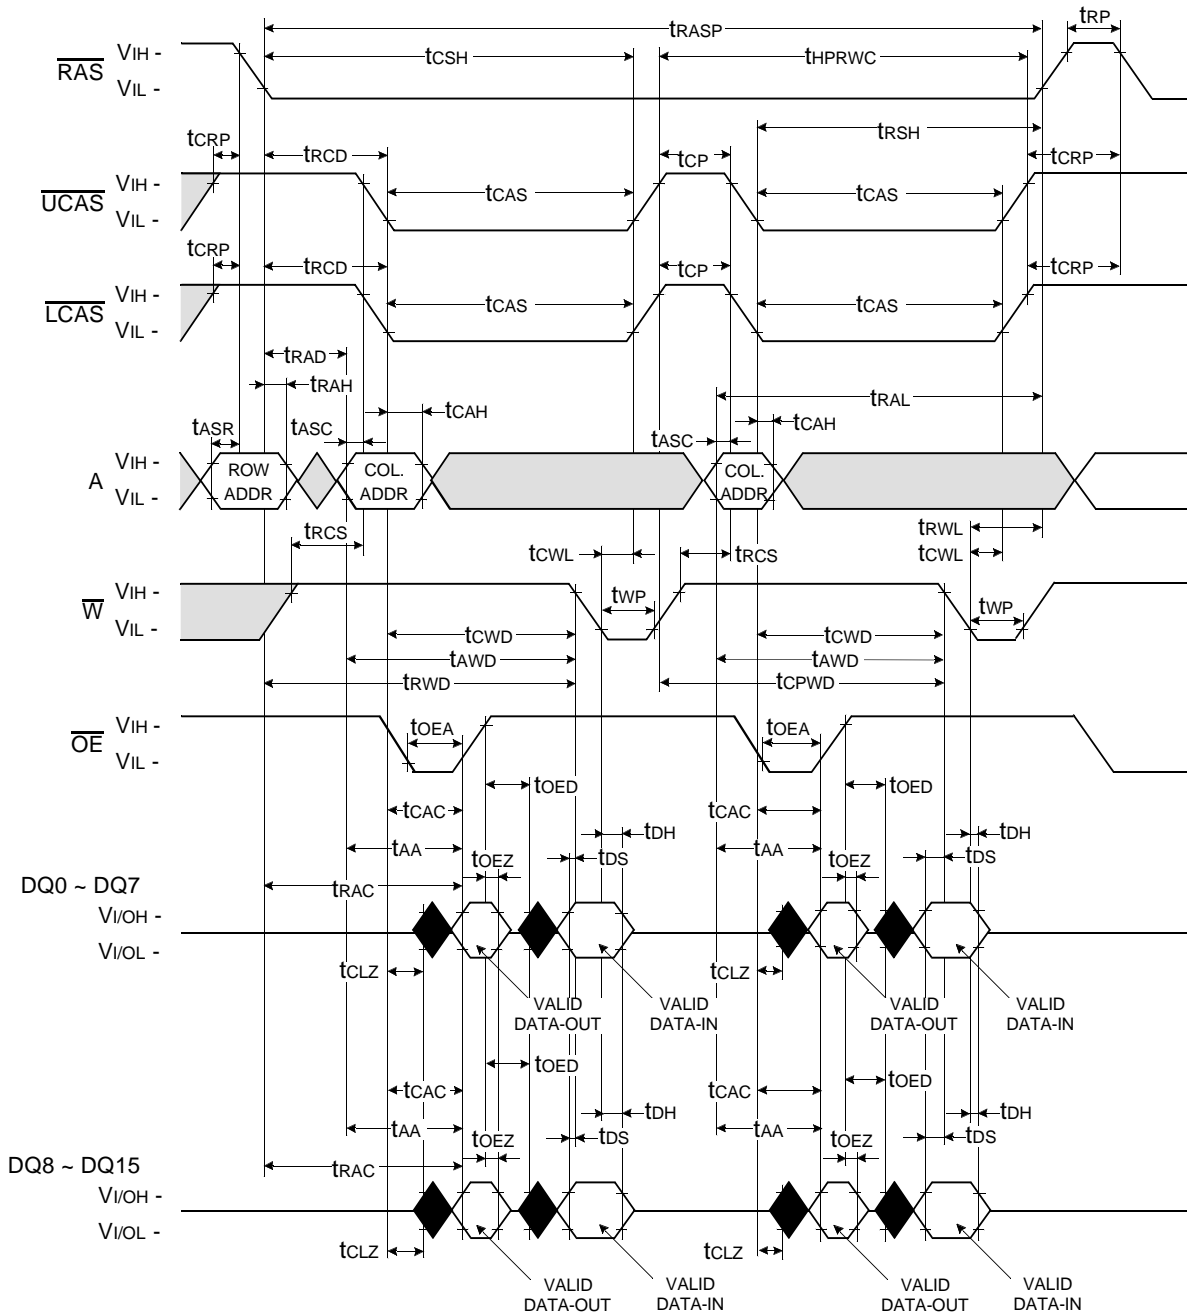 tRASP
tRP
RAS
VIH -
VIL -
tCSH
tHPRWC
tRSH
tCRP
tRCD
tCP
tCRP
UCAS
VIH -
VIL -
tCAS
tCAS
tCRP
tRCD
tCP
tCRP
LCAS
VIH -
VIL -
tCAS
tCAS
tRAD
tRAH
tRAL
tCAH
tCAH
tASR
tASC
tASC
A
VIH -
VIL -
ROW
ADDR
COL.
ADDR
COL.
ADDR
tRCS
tCWL
tRCS
tRWL
tCWL
W
VIH -
VIL -
tWP
tWP
tCWD
tCWD
tAWD
tAWD
tRWD
tCPWD
OE
VIH -
VIL -
tOEA
tOEA
tOED
tOED
tCAC
tCAC
tDH
tDH
tAA
tOEZ
tDS
tAA
tOEZ
tDS
DQ0 ~ DQ7
tRAC
VI/OH -
VI/OL -
tCLZ
tCLZ
VALID
DATA-OUT
VALID
DATA-IN
VALID
DATA-OUT
VALID
DATA-IN
tOED
tOED
tCAC
tCAC
tDH
tDH
tAA
tOEZ
tDS
tAA
tOEZ
tDS
DQ8 ~ DQ15
tRAC
VI/OH -
VI/OL -
tCLZ
tCLZ
VALID
DATA-OUT
VALID
DATA-IN
VALID
DATA-OUT
VALID
DATA-IN